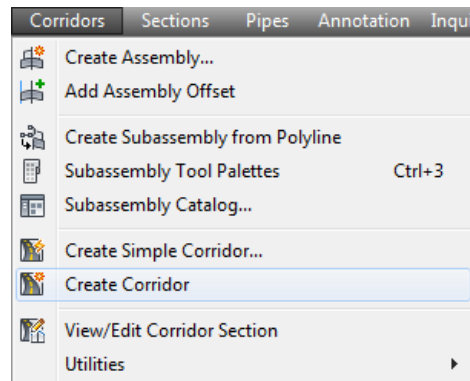 Corridors Sections Pipes Annotation Inqu
Create Assembly...
Add Assembly Offset
Create Subassembly from Polyline
Subassembly Tool Palettes Ctrl+3
Subassembly Catalog...
Create Simple Corridor...
Create Corridor
View/Edit Corridor Section
Utilities